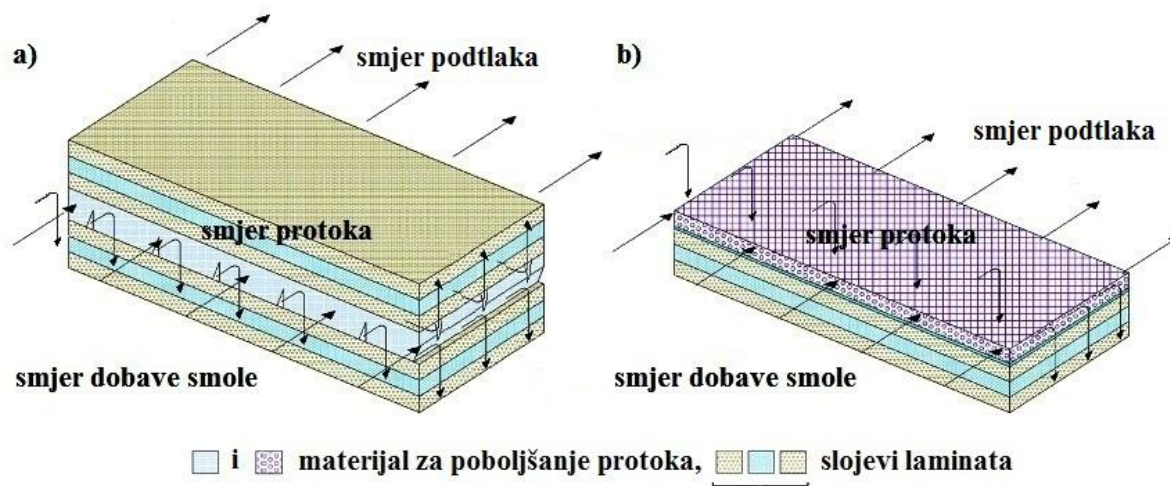 a)
smjer podtlaka
smjer protoka
smjer dobave smole
b)
smjer podtlaka
smjer protoka
smjer dobave smole
i materijal za poboljšanje protoka, slojevi laminata